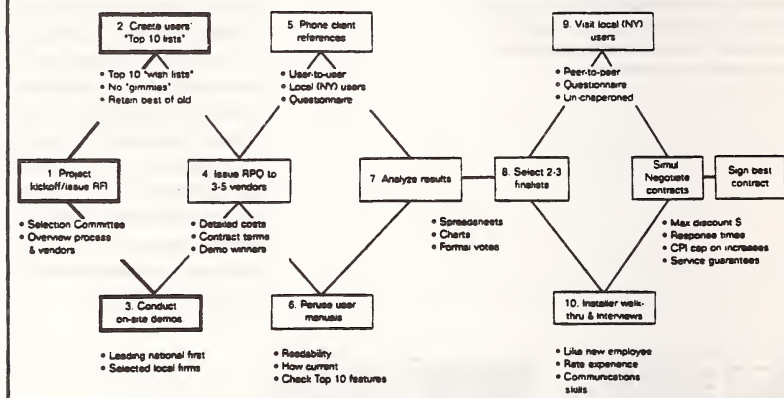 2. Create users'
"Top 10 lists"
• Top 10 "wish lists"
• No "gimmies"
• Retain best of old
5. Phone client
references
• User-to-user
• Local (NY) users
• Questionnaire
9. Visit local (NY)
users
• Peer-to-peer
• Questionnaire
• Un-chaperoned
1 Project
kickoff/issue RFI
• Selection Committee
• Overview process
& vendors
4. Issue RPQ to
3-5 vendors
• Detailed costs
• Contract terms
• Demo winners
7 Analyze results
• Spreadsheets
• Charts
• Formal votes
8. Select 2-3
finalists
Simul
Negotiate
contracts
• Max discount $
• Response times
• CPI cap on increases
• Service guarantees
Sign best
contract
3. Conduct
on-site demos
• Leading national first
• Selected local firms
6. Peruse user
manuals
• Readability
• How current
• Check Top 10 features
10. Installer walk-
thru & interviews
• Like new employee
• Rate experience
• Communications
skills